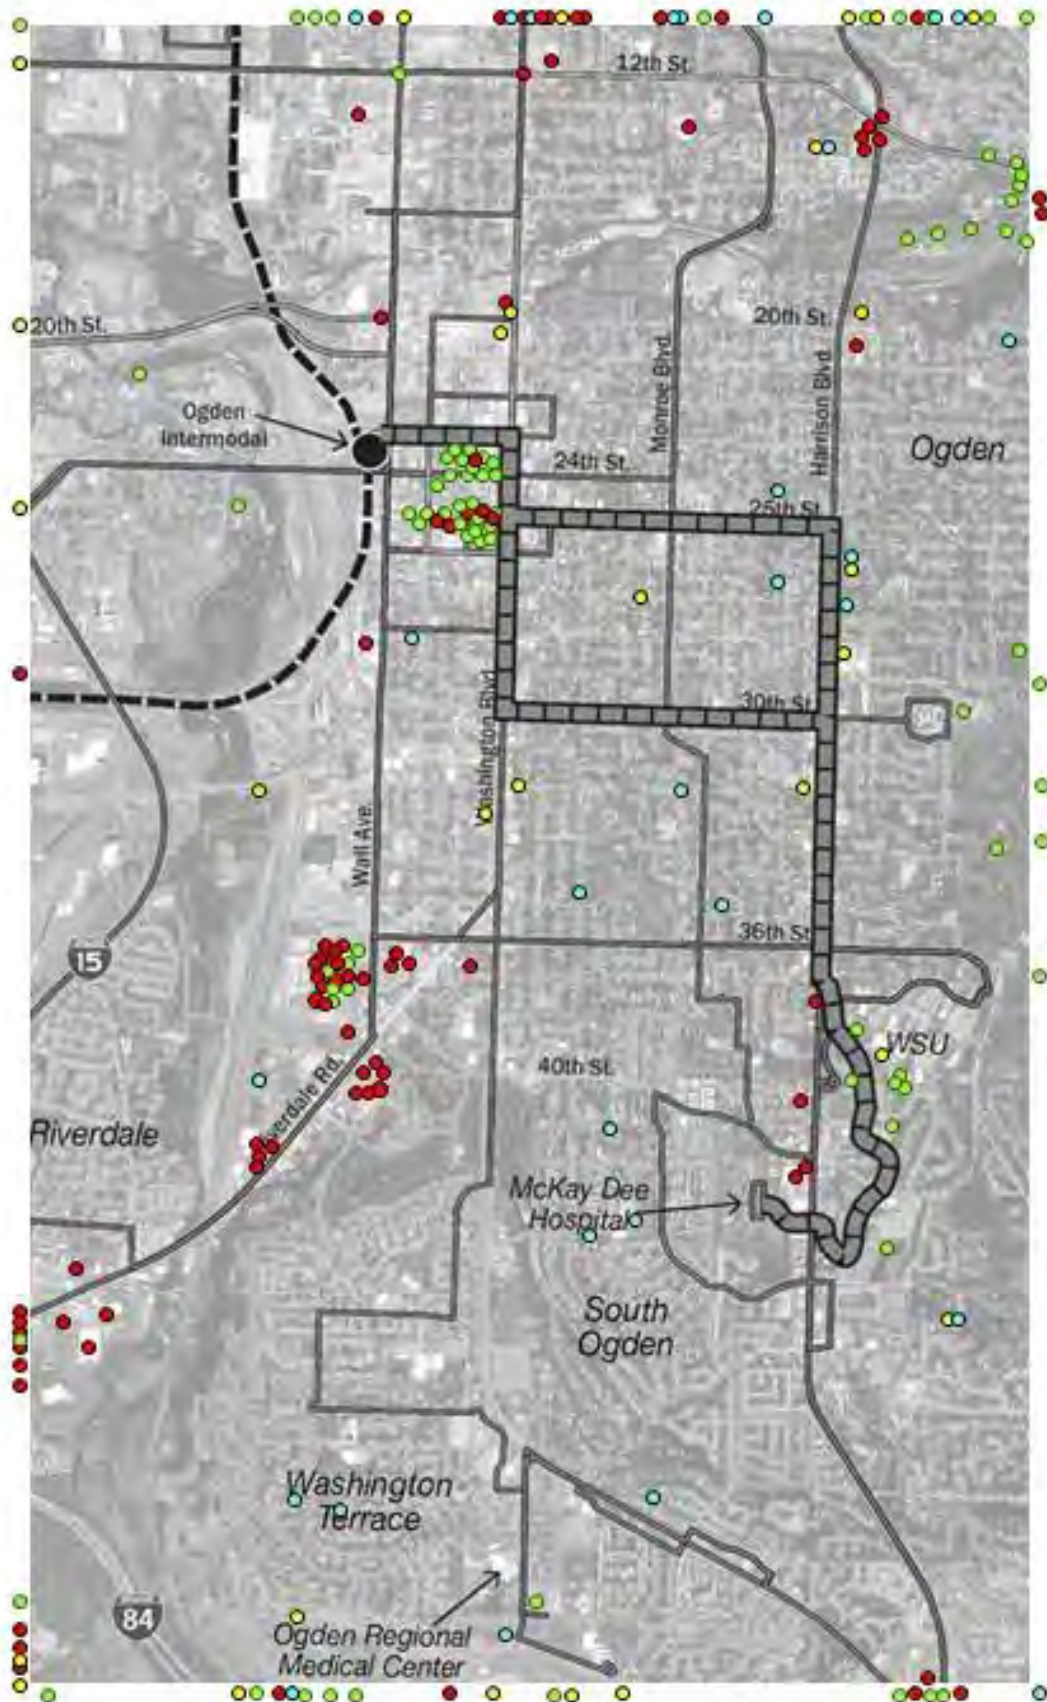 12th St.
20th St.
20th St.
Monroe Blvd.
Harrison Blvd.
Ogden
Intermodal
Ogden
24th St.
25th St.
30th St.
Washington Blvd.
Wall Ave.
36th St.
15
WSU
40th St.
Riverdale Rd.
Riverdale
McKay Dee
Hospital
South
Ogden
Washington
Terrace
84
Ogden Regional
Medical Center